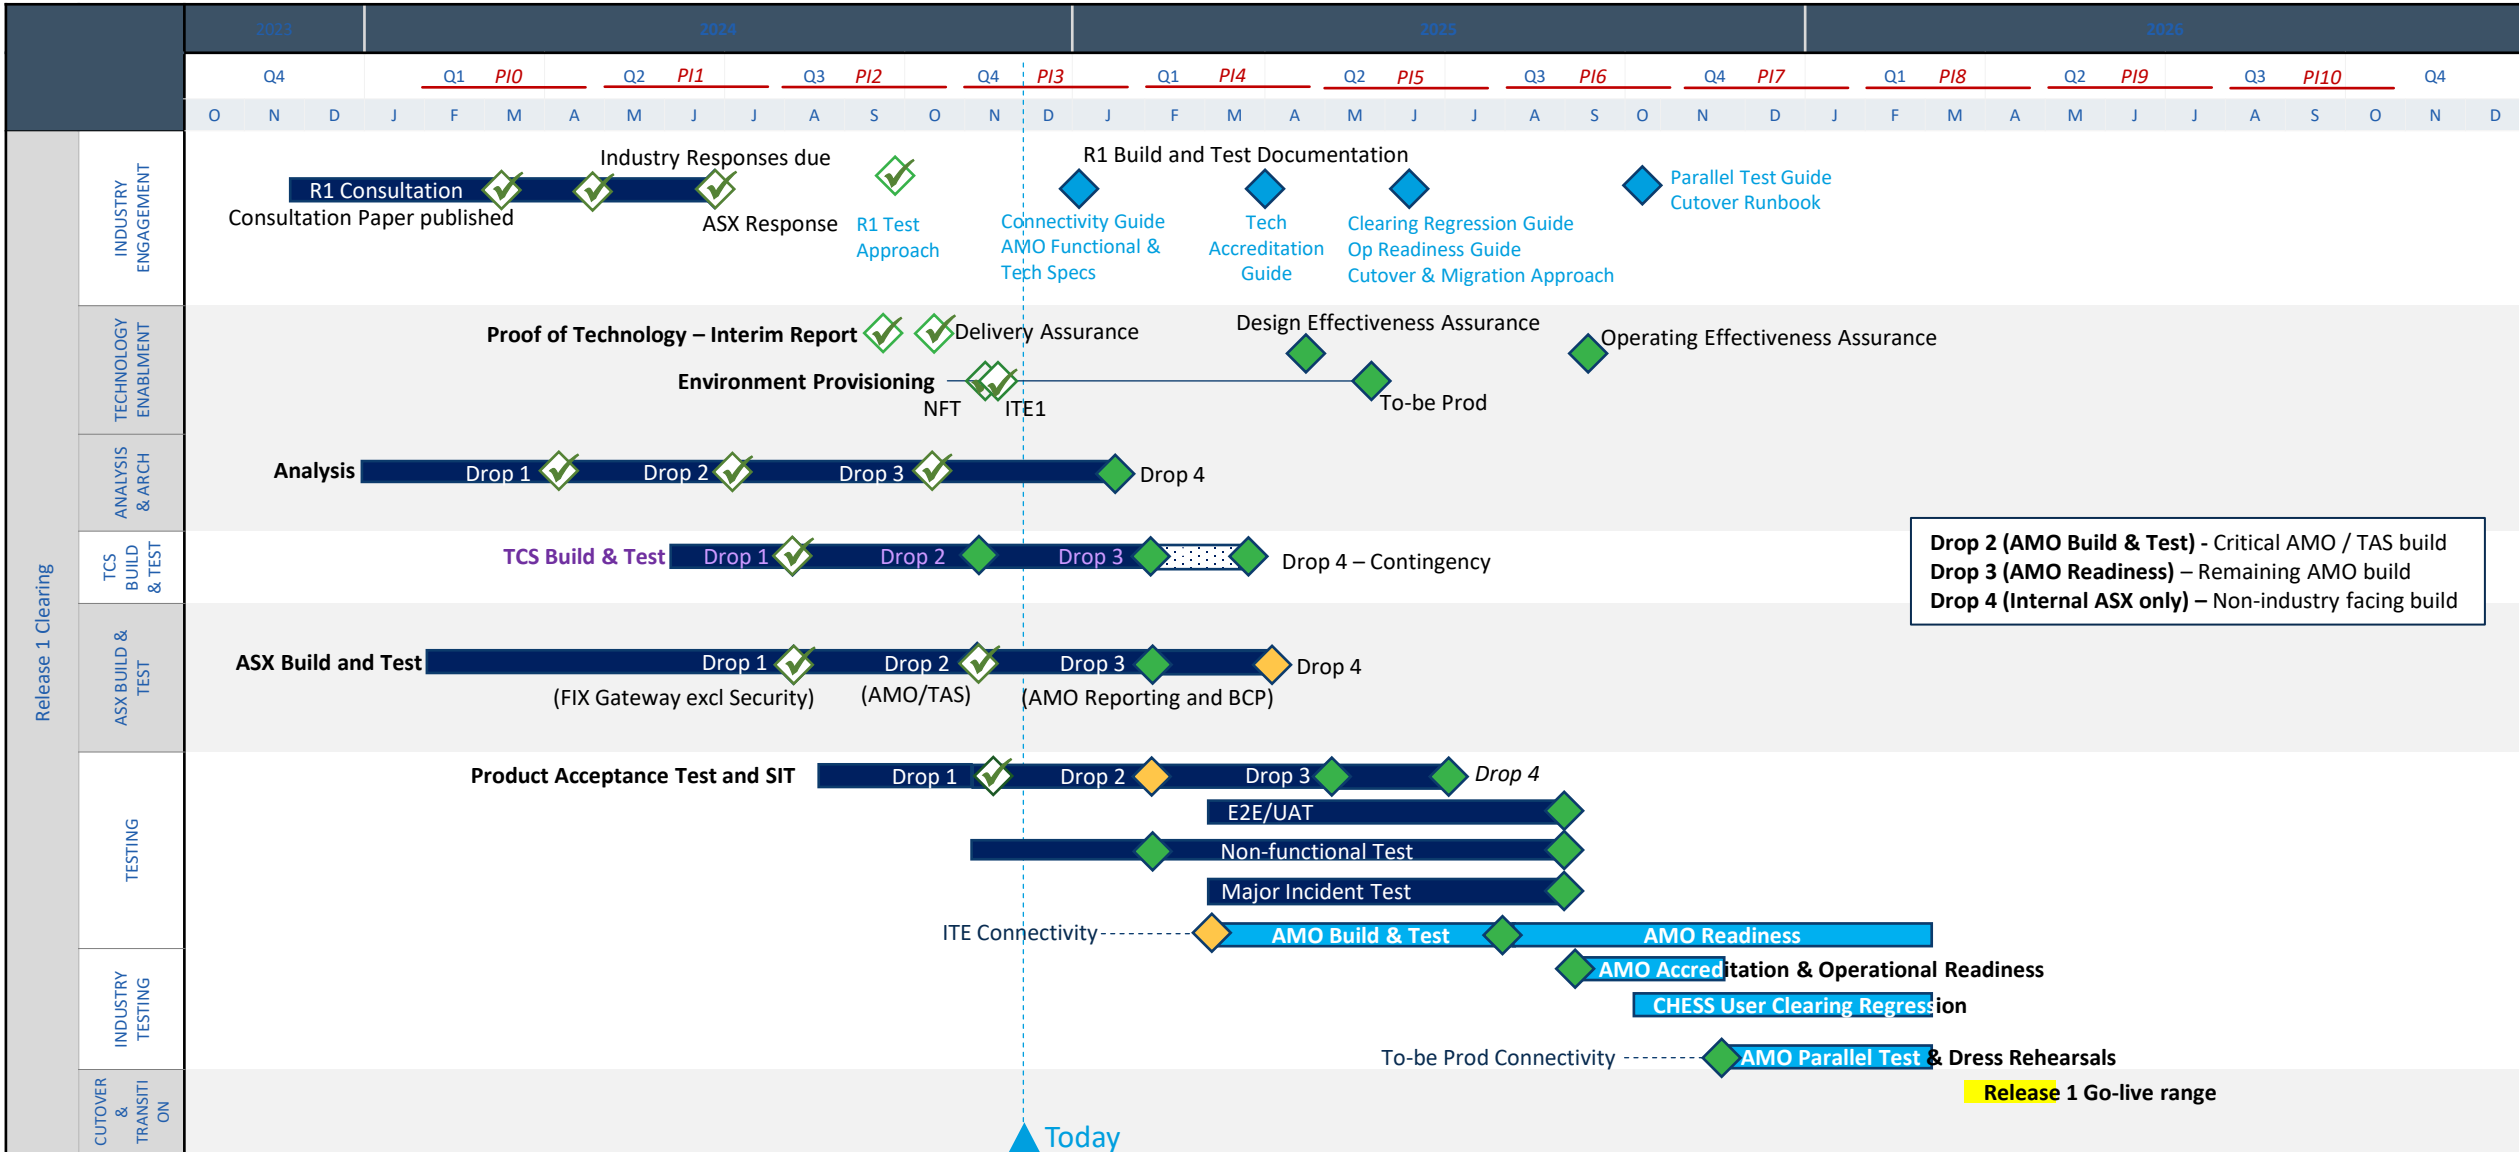 2023 2024 2025 2026
Q4 Q1 PI0 Q2 PI1 Q3 PI2 Q4 PI3 Q1 PI4 Q2 PI5 Q3 PI6 Q4 PI7 Q1 PI8 Q2 PI9 Q3 PI10 Q4
O N D J F M A M J J A S O N D J F M A M J J A S O N D J F M A M J J A S O N D
Release 1 Clearing
INDUSTRY
ENGAGEMENT
Industry Responses due
R1 Consultation
Consultation Paper published
ASX Response
R1 Test
Approach
R1 Build and Test Documentation
Connectivity Guide
AMO Functional &
Tech Specs
Tech
Accreditation
Guide
Clearing Regression Guide
Op Readiness Guide
Cutover & Migration Approach
Parallel Test Guide
Cutover Runbook
TECHNOLOGY
ENABLMENT
Proof of Technology – Interim Report
Delivery Assurance
Design Effectiveness Assurance
Operating Effectiveness Assurance
Environment Provisioning
NFT
ITE1
To-be Prod
ANALYSIS
& ARCH
Analysis
Drop 1
Drop 2
Drop 3
Drop 4
TCS
BUILD
& TEST
TCS Build & Test
Drop 1
Drop 2
Drop 3
Drop 4 – Contingency
Drop 2 (AMO Build & Test) - Critical AMO / TAS build
Drop 3 (AMO Readiness) – Remaining AMO build
Drop 4 (Internal ASX only) – Non-industry facing build
ASX BUILD &
TEST
ASX Build and Test
Drop 1
Drop 2
Drop 3
Drop 4
(FIX Gateway excl Security)
(AMO/TAS)
(AMO Reporting and BCP)
TESTING
Product Acceptance Test and SIT
Drop 1
Drop 2
Drop 3
Drop 4
E2E/UAT
Non-functional Test
Major Incident Test
ITE Connectivity
AMO Build & Test
AMO Readiness
INDUSTRY
TESTING
AMO Accreditation & Operational Readiness
CHESS User Clearing Regression
To-be Prod Connectivity
AMO Parallel Test & Dress Rehearsals
CUTOVER
&
TRANSITI
ON
Release 1 Go-live range
Today